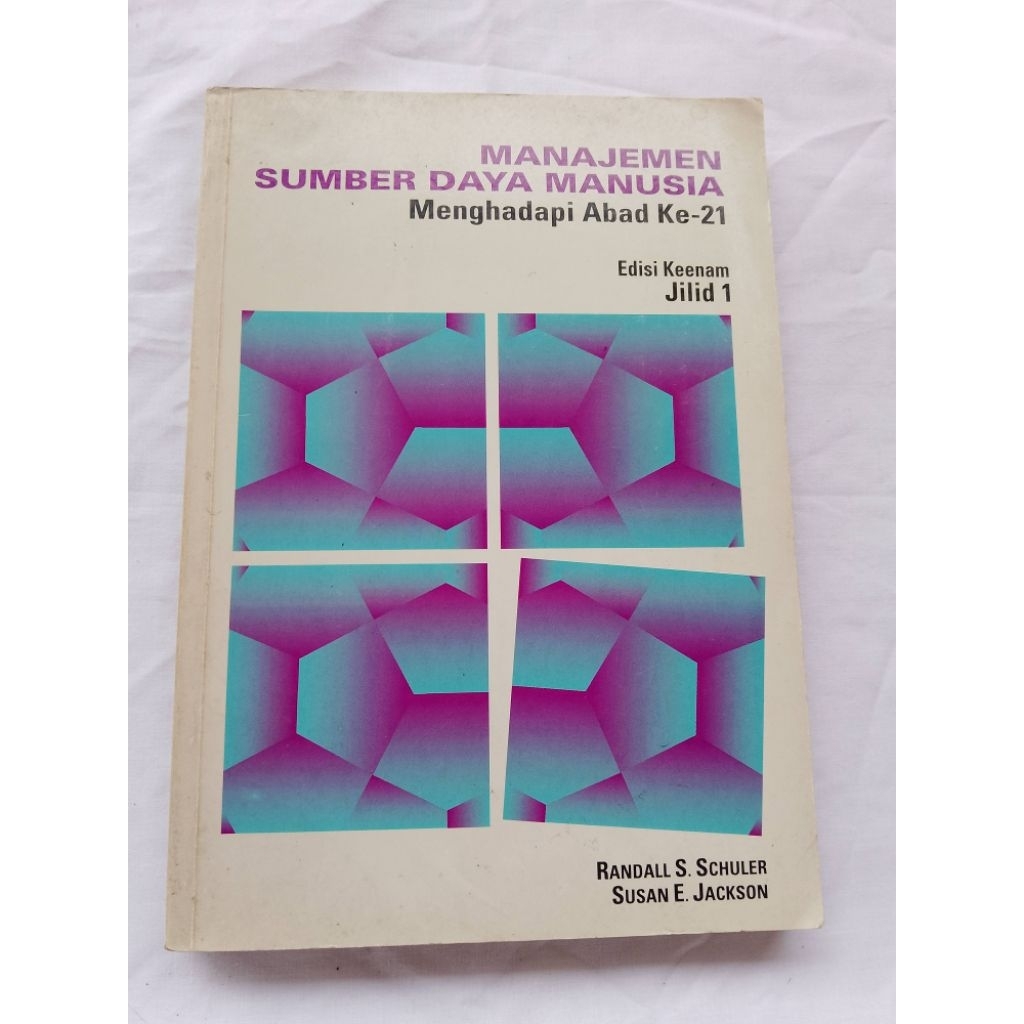 MANAJEMEN
SUMBER DAYA MANUSIA
Menghadapi Abad Ke-21
Edisi Keenam
Jilid 1
RANDALL S. SCHULER
SUSAN E. JACKSON